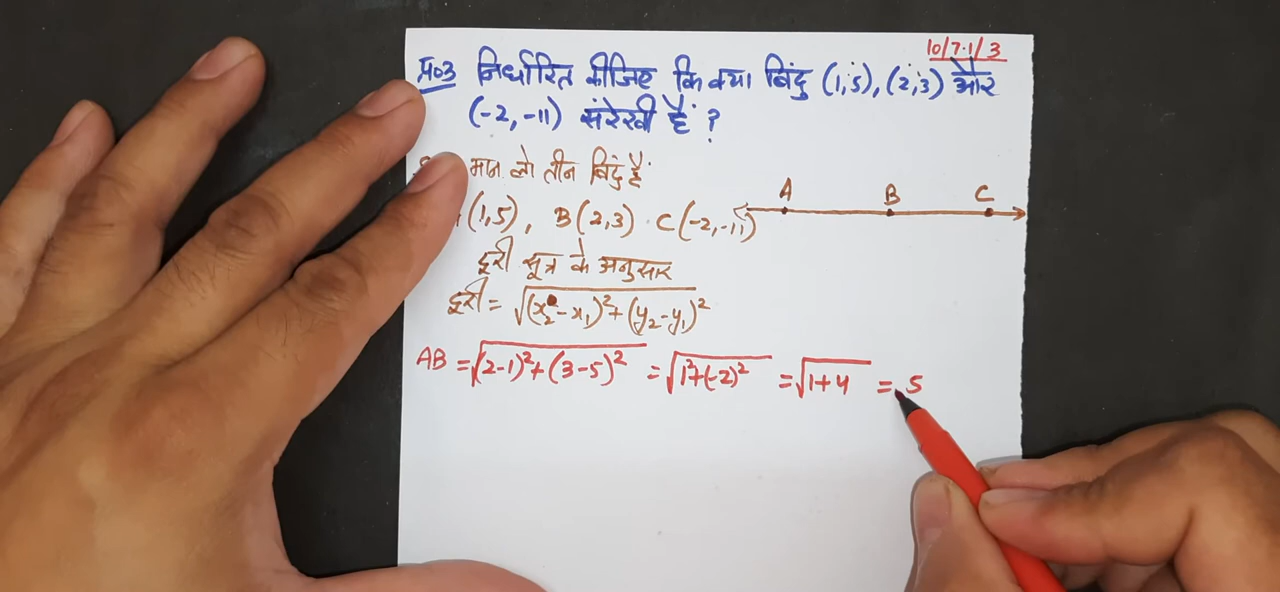 10/7.1/3
प्र०3 निर्धारित कीजिए कि क्या बिंदु (1,5), (2,3) और
(-2,-11) संरेखी हैं ?
मान लो तीन बिंदु हैं
(1,5), B(2,3) C(-2,-11)
A B C
दूरी सूत्र के अनुसार
दूरी = √(x₂-x₁)²+(y₂-y₁)²
AB = √(2-1)²+(3-5)² = √1²+(-2)² = √1+4 = 5